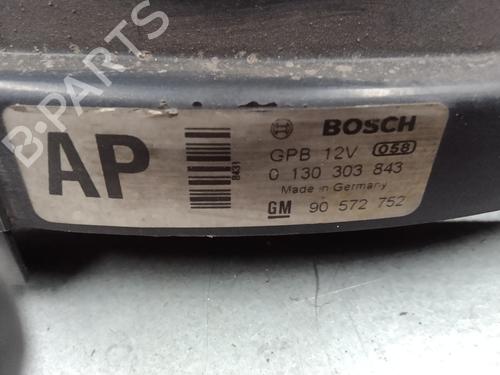 B-PARTS
AP
8431
BOSCH
GPB 12V 058
0 130 303 843
Made in Germany
GM 90 572 752